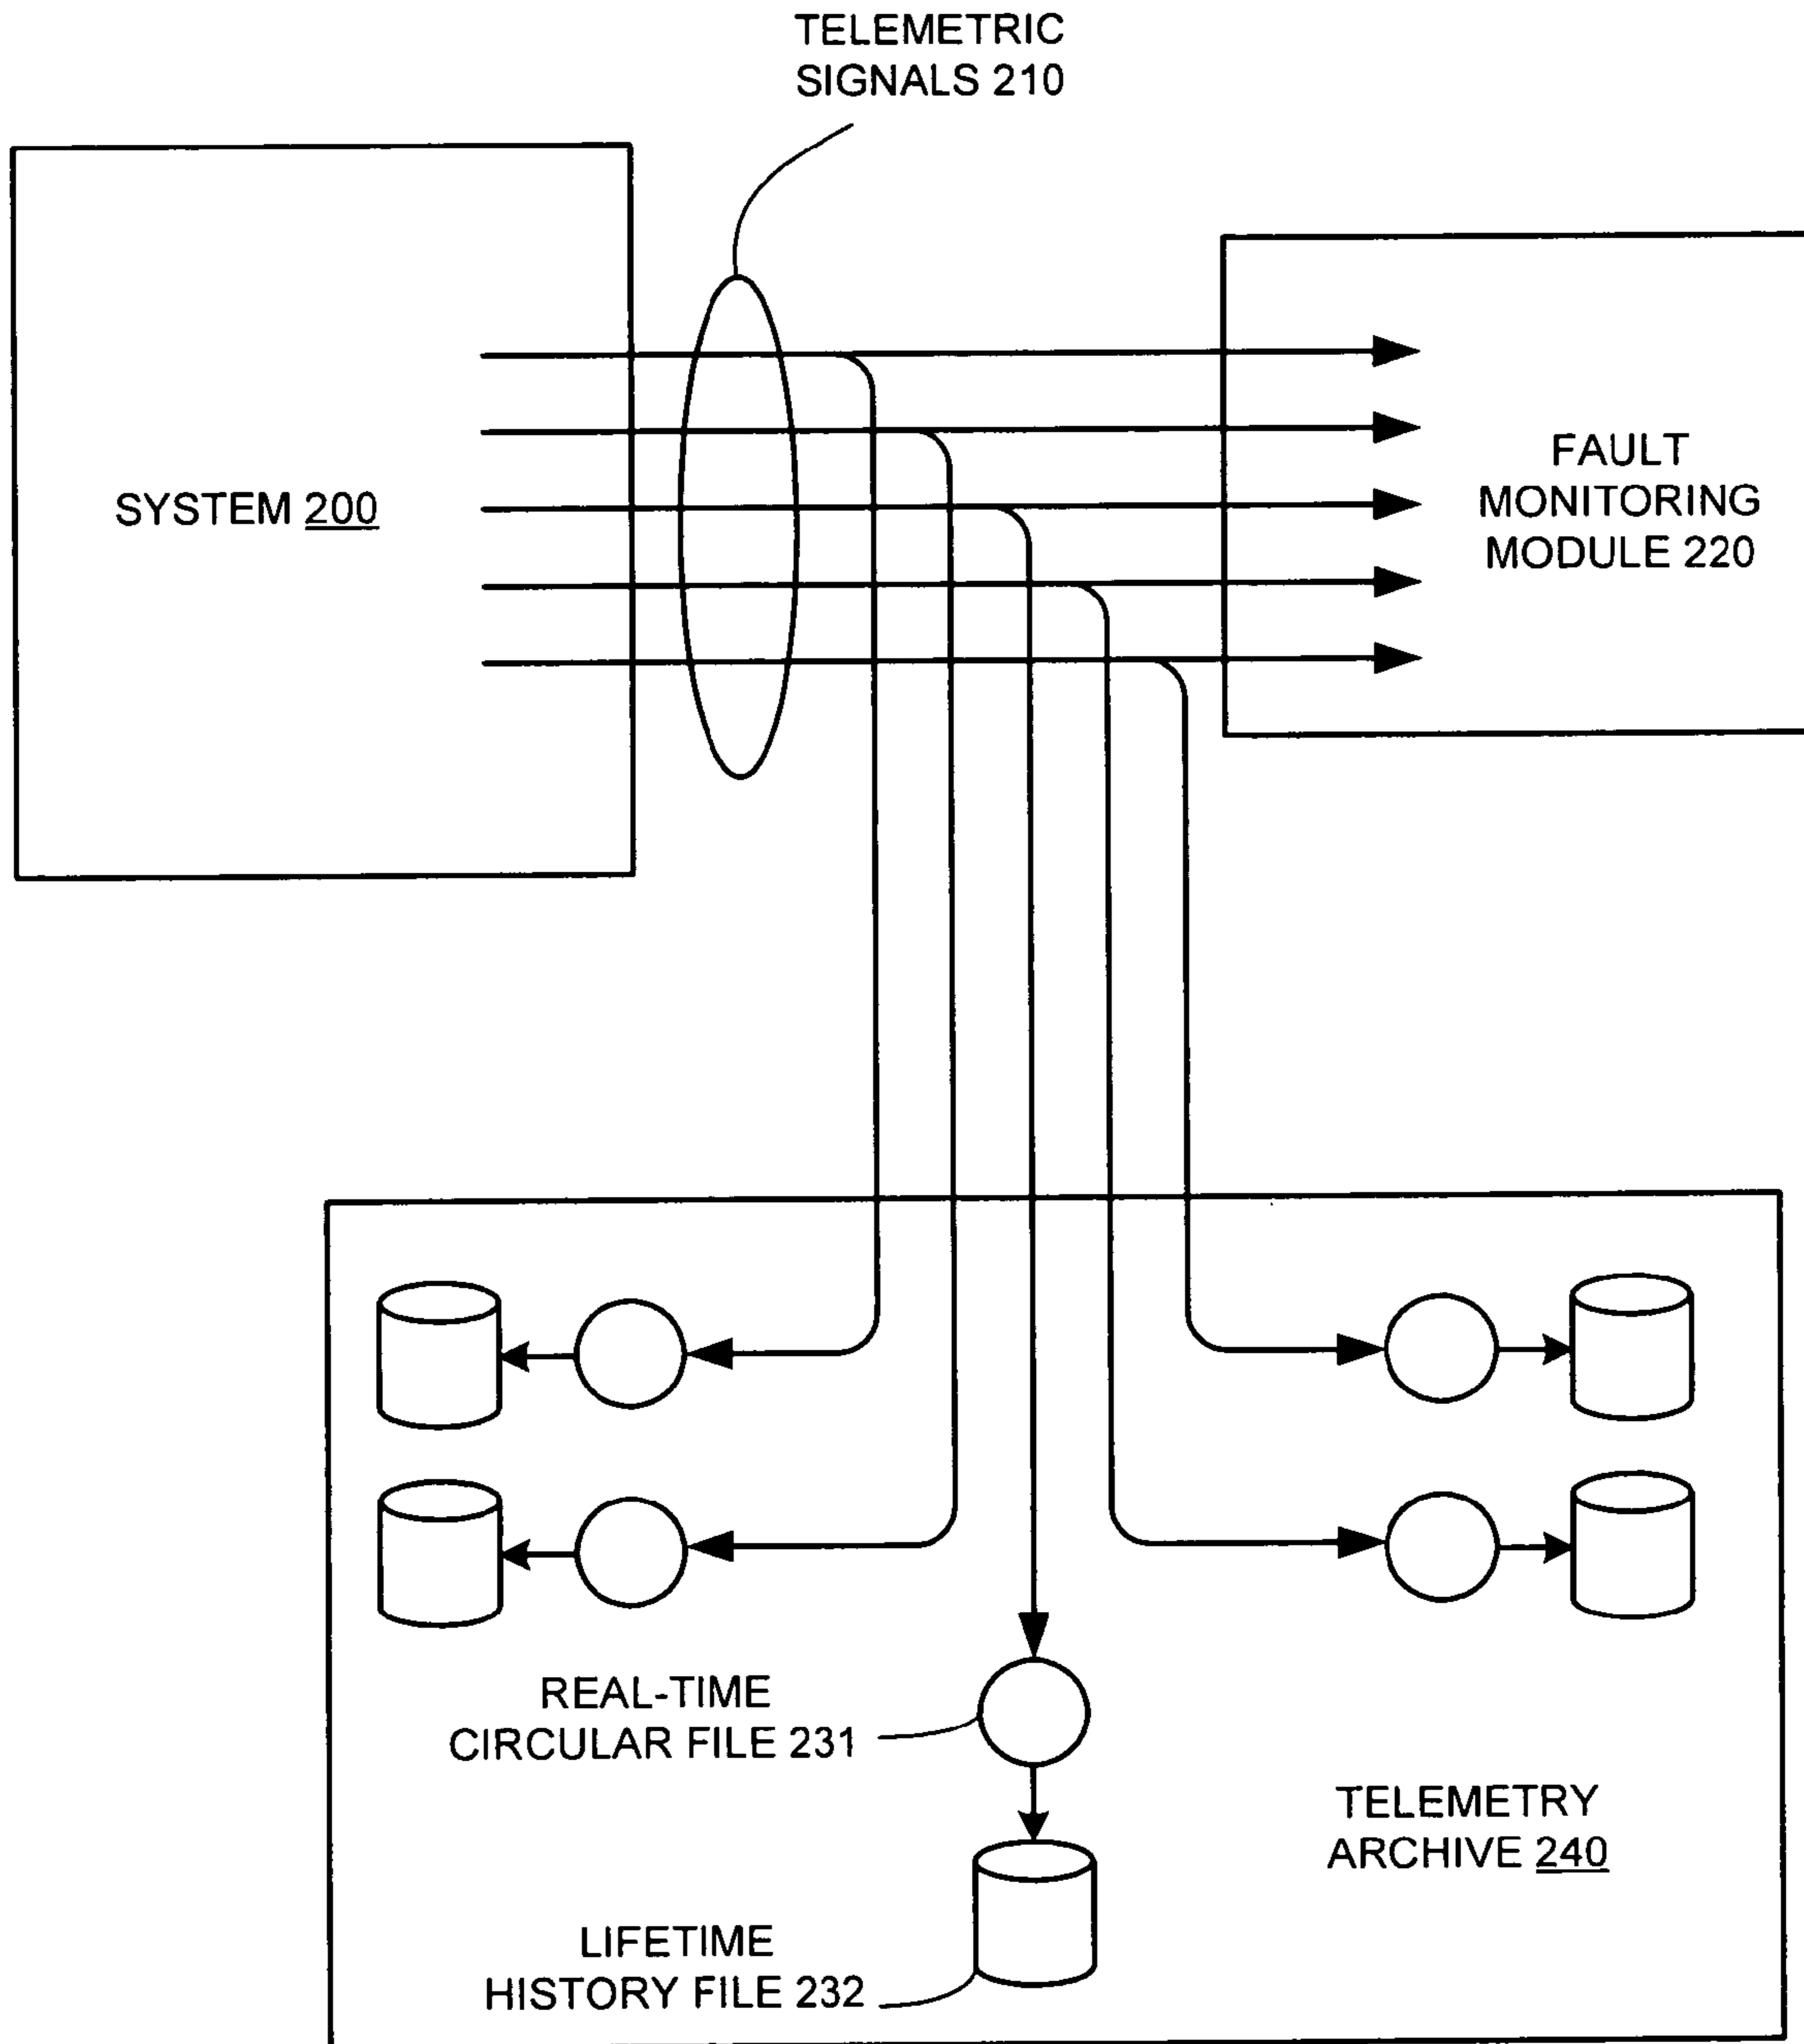 TELEMETRIC
SIGNALS 210
SYSTEM 200
FAULT
MONITORING
MODULE 220
REAL-TIME
CIRCULAR FILE 231
TELEMETRY
ARCHIVE 240
LIFETIME
HISTORY FILE 232